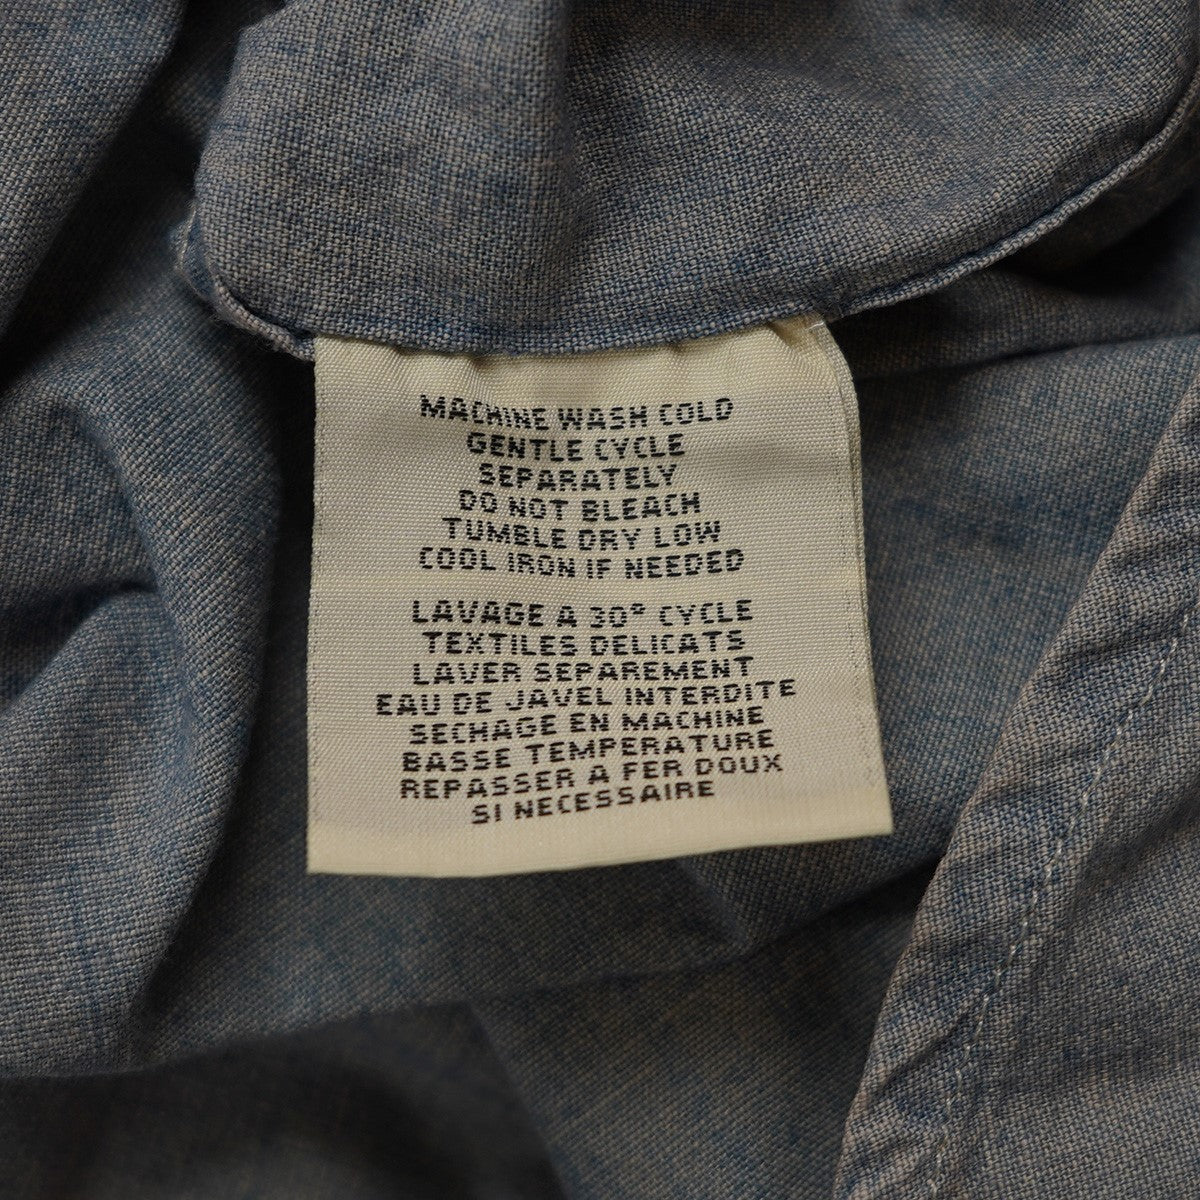 MACHINE WASH COLD
GENTLE CYCLE
SEPARATELY
DO NOT BLEACH
TUMBLE DRY LOW
COOL IRON IF NEEDED
LAVAGE A 30° CYCLE
TEXTILES DELICATS
LAVER SEPAREMENT
EAU DE JAVEL INTERDITE
SECHAGE EN MACHINE
BASSE TEMPERATURE
REPASSER A FER DOUX
SI NECESSAIRE